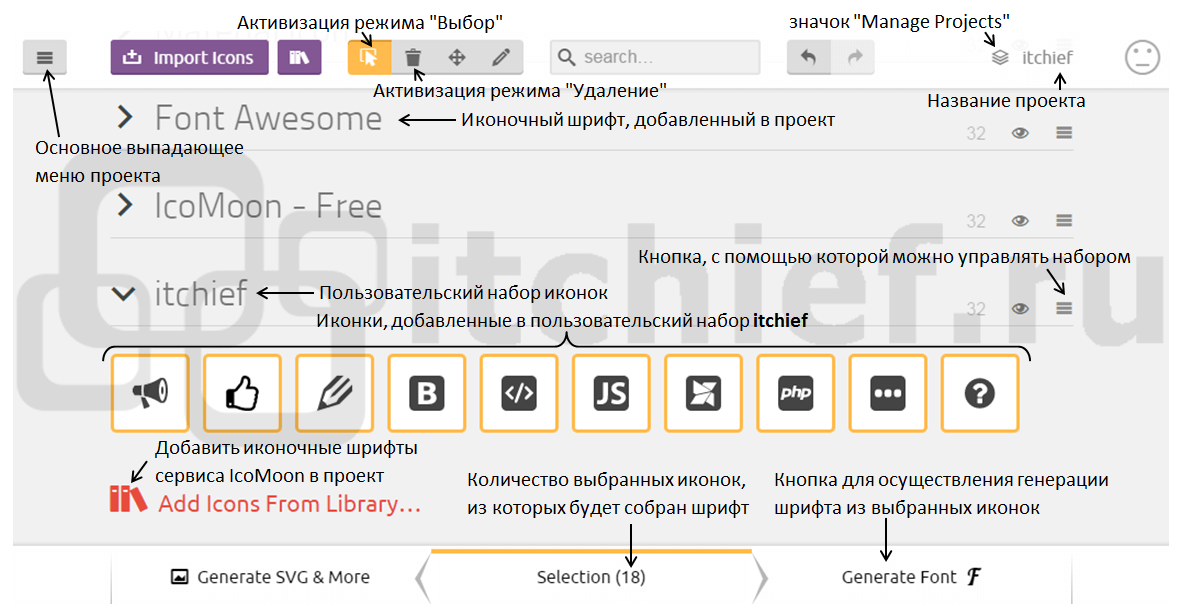 Активизация режима "Выбор"
значок "Manage Projects"
Import Icons
search...
itchief
Активизация режима "Удаление"
Название проекта
Font Awesome
Иконочный шрифт, добавленный в проект
32
Основное выпадающее
меню проекта
IcoMoon - Free
32
itchief.ru
Кнопка, с помощью которой можно управлять набором
itchief
Пользовательский набор иконок
32
Иконки, добавленные в пользовательский набор itchief
B
</>
JS
php
?
Добавить иконочные шрифты
сервиса IcoMoon в проект
Add Icons From Library...
Количество выбранных иконок,
из которых будет собран шрифт
Кнопка для осуществления генерации
шрифта из выбранных иконок
Generate SVG & More
Selection (18)
Generate Font F